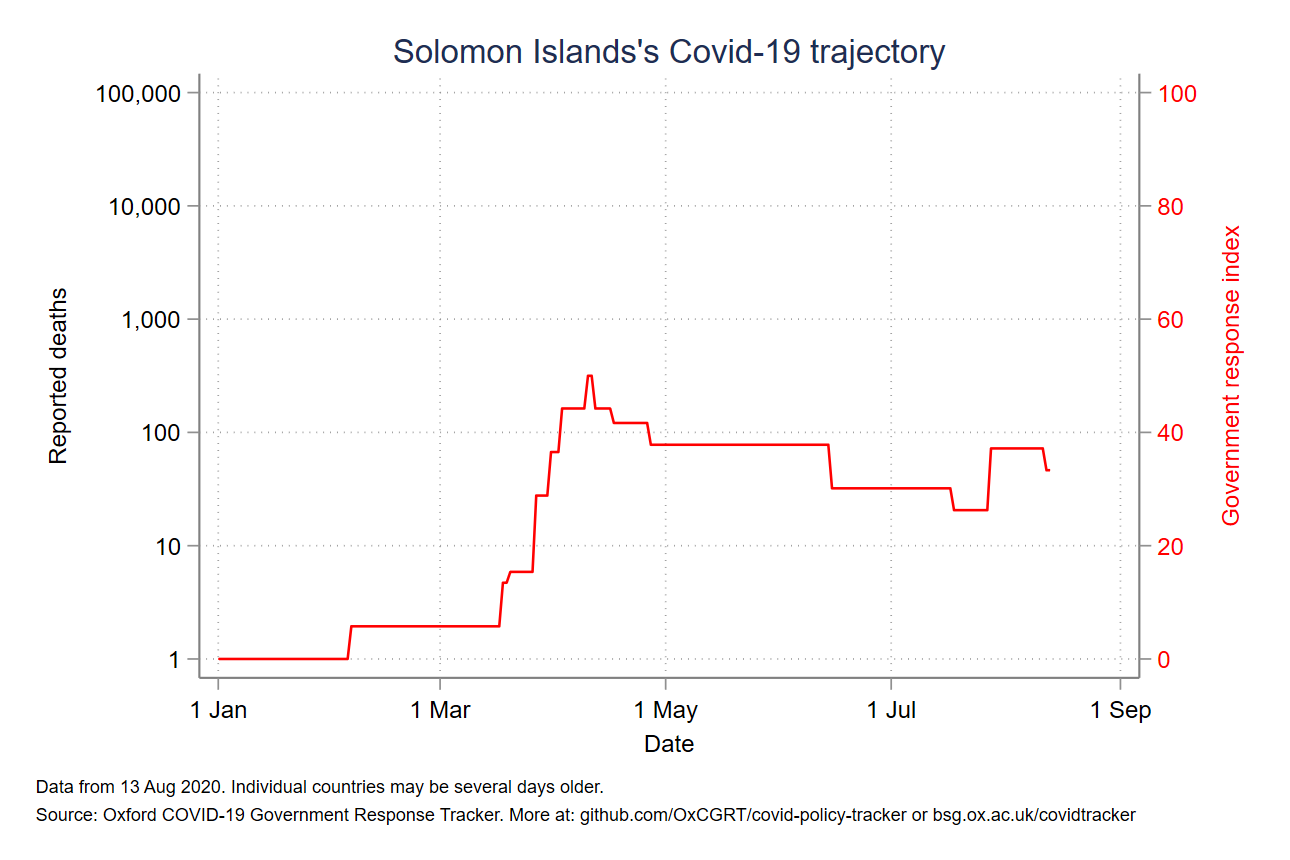 Solomon Islands's Covid-19 trajectory
100,000
10,000
1,000
100
10
1
Reported deaths
100
80
60
40
20
0
Government response index
1 Jan
1 Mar
1 May
1 Jul
1 Sep
Date
Data from 13 Aug 2020. Individual countries may be several days older.
Source: Oxford COVID-19 Government Response Tracker. More at: github.com/OxCGRT/covid-policy-tracker or bsg.ox.ac.uk/covidtracker